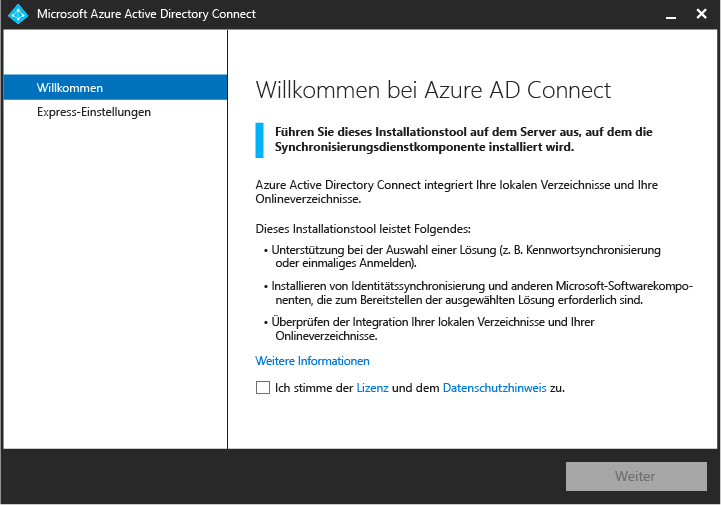 Microsoft Azure Active Directory Connect
Willkommen
Express-Einstellungen
Willkommen bei Azure AD Connect
Führen Sie dieses Installationstool auf dem Server aus, auf dem die
Synchronisierungsdienstkomponente installiert wird.
Azure Active Directory Connect integriert Ihre lokalen Verzeichnisse und Ihre
Onlineverzeichnisse.
Dieses Installationstool leistet Folgendes:
• Unterstützung bei der Auswahl einer Lösung (z. B. Kennwortsynchronisierung
oder einmaliges Anmelden).
• Installieren von Identitätssynchronisierung und anderen Microsoft-Softwarekompo-
nenten, die zum Bereitstellen der ausgewählten Lösung erforderlich sind.
• Überprüfen der Integration Ihrer lokalen Verzeichnisse und Ihrer
Onlineverzeichnisse.
Weitere Informationen
Ich stimme der Lizenz und dem Datenschutzhinweis zu.
Weiter